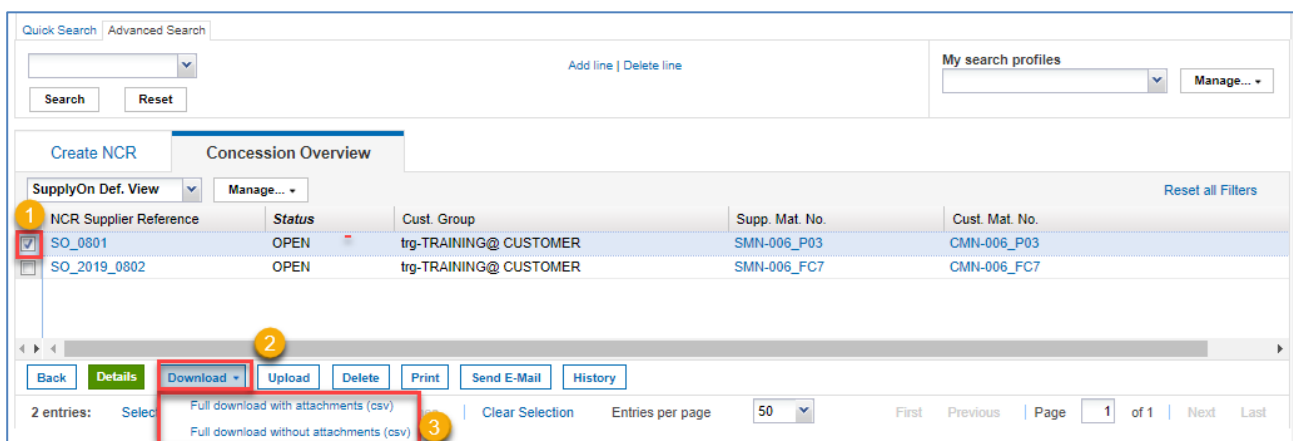 Quick Search Advanced Search
Add line | Delete line
My search profiles
Manage...
Search Reset
Create NCR Concession Overview
SupplyOn Def. View Manage... Reset all Filters
1 NCR Supplier Reference Status Cust. Group Supp. Mat. No. Cust. Mat. No.
SO_0801 OPEN trg-TRAINING@ CUSTOMER SMN-006_P03 CMN-006_P03
SO_2019_0802 OPEN trg-TRAINING@ CUSTOMER SMN-006_FC7 CMN-006_FC7
2
Back Details Download Upload Delete Print Send E-Mail History
2 entries: Select Full download with attachments (csv) | Clear Selection Entries per page 50 First Previous | Page 1 of 1 | Next Last
Full download without attachments (csv) 3